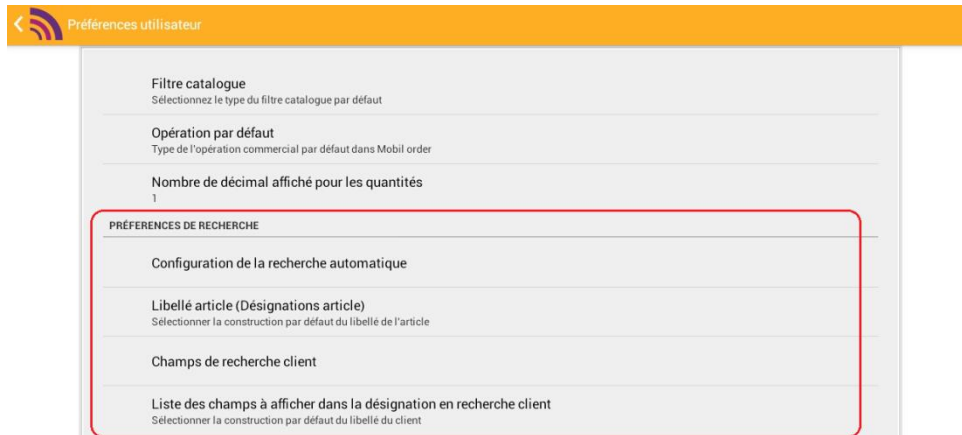 Préférences utilisateur
Filtre catalogue
Sélectionnez le type du filtre catalogue par défaut
Opération par défaut
Type de l'opération commercial par défaut dans Mobil order
Nombre de décimal affiché pour les quantités
1
PRÉFERENCES DE RECHERCHE
Configuration de la recherche automatique
Libellé article (Désignations article)
Sélectionner la construction par défaut du libellé de l'article
Champs de recherche client
Liste des champs à afficher dans la désignation en recherche client
Sélectionner la construction par défaut du libellé du client